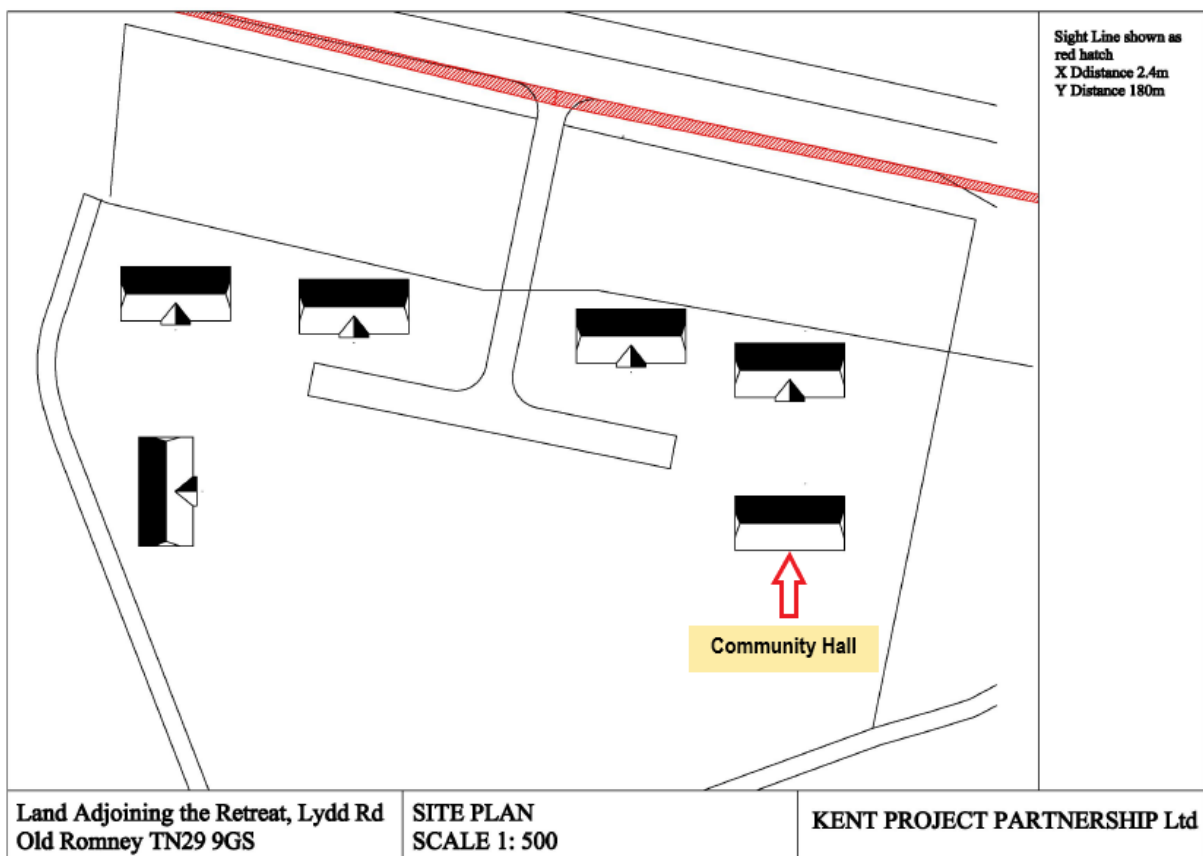 Sight Line shown as
red hatch
X Ddistance 2.4m
Y Distance 180m
Community Hall
Land Adjoining the Retreat, Lydd Rd
Old Romney TN29 9GS
SITE PLAN
SCALE 1: 500
KENT PROJECT PARTNERSHIP Ltd